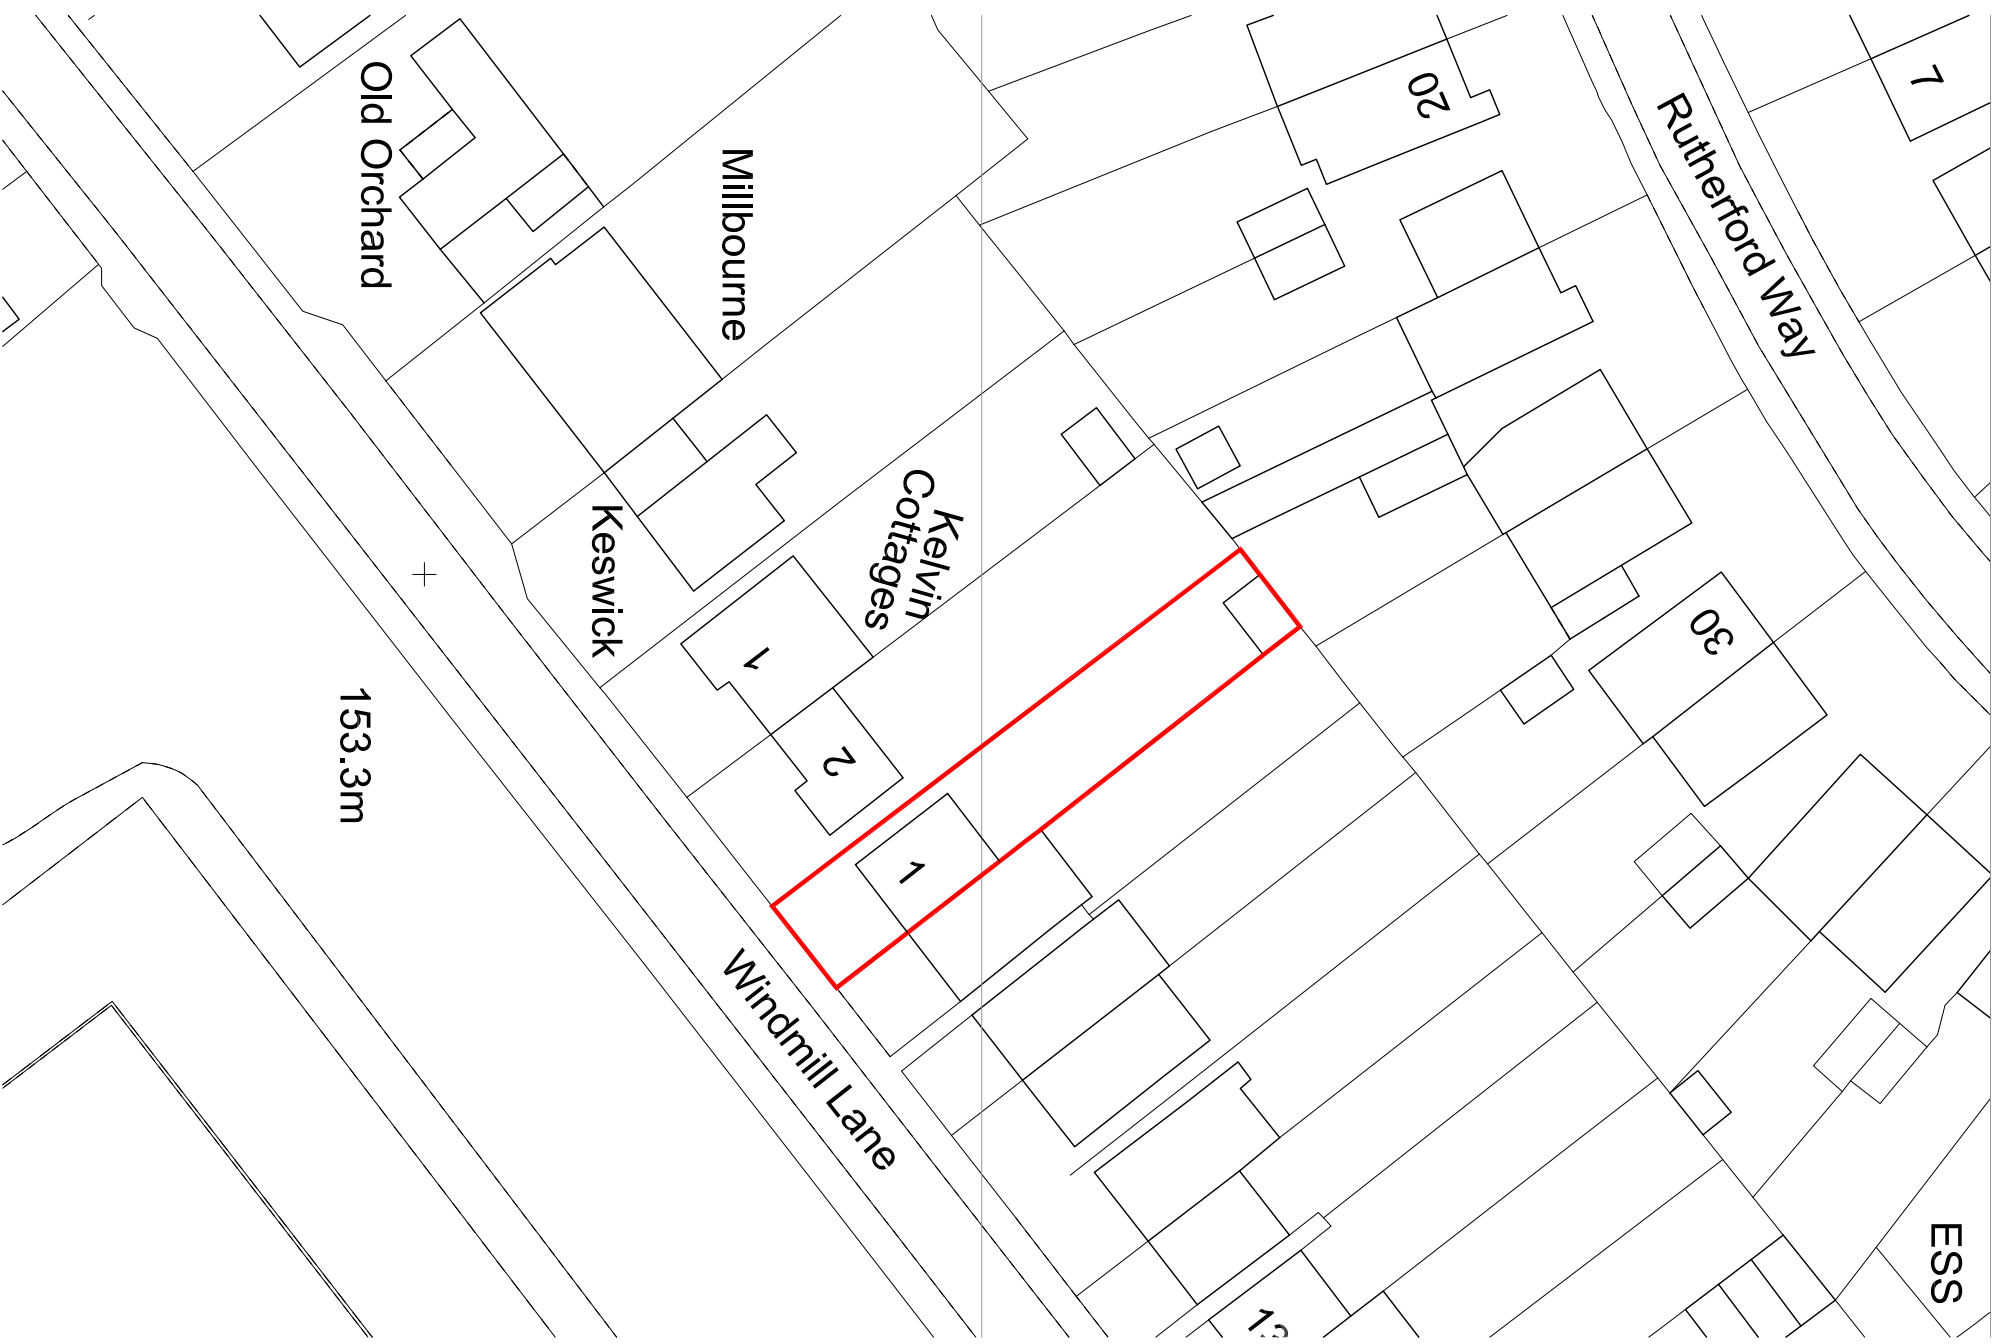 Old Orchard
Millbourne
20
Rutherford Way
7
Kelvin
Cottages
Keswick
1
2
30
153.3m
1
Windmill Lane
ESS